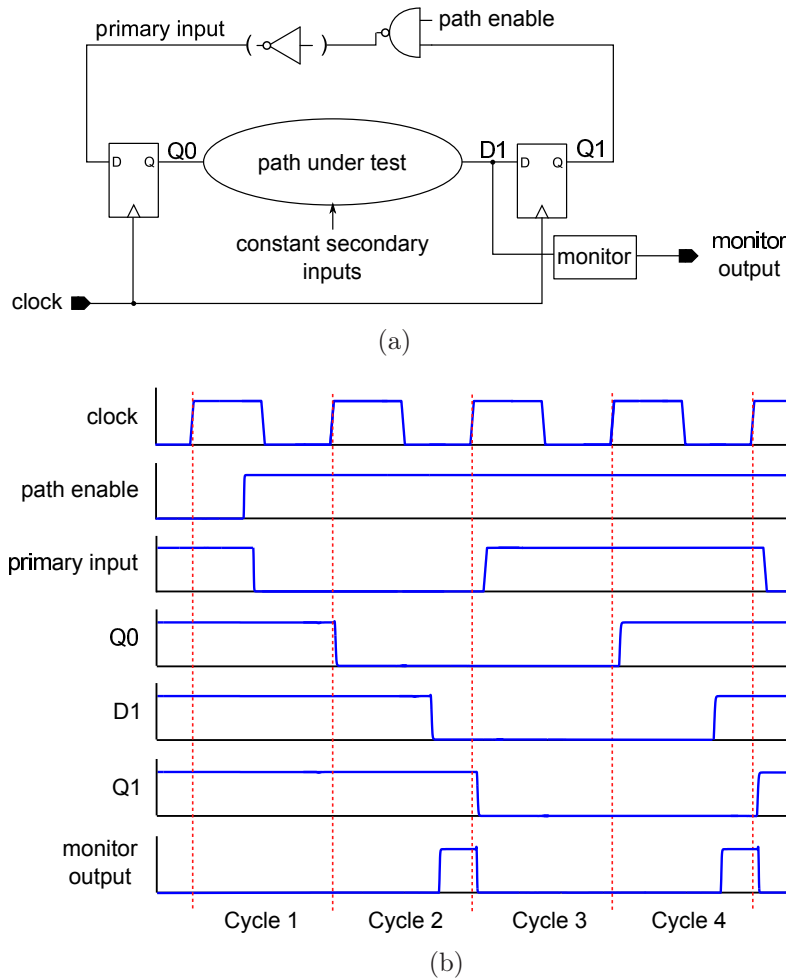 path enable
primary input
( )
D Q
Q0
path under test
D1
D Q
Q1
constant secondary
inputs
monitor
monitor
output
clock
(a)
clock
path enable
primary input
Q0
D1
Q1
monitor
output
Cycle 1 Cycle 2 Cycle 3 Cycle 4
(b)